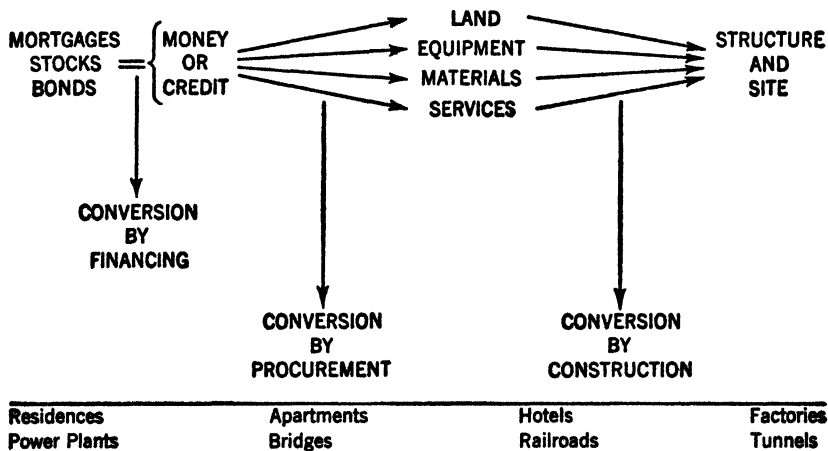 MORTGAGES
STOCKS
BONDS
=
MONEY
OR
CREDIT
LAND
EQUIPMENT
MATERIALS
SERVICES
STRUCTURE
AND
SITE
CONVERSION
BY
FINANCING
CONVERSION
BY
PROCUREMENT
CONVERSION
BY
CONSTRUCTION
Residences Apartments Hotels Factories
Power Plants Bridges Railroads Tunnels